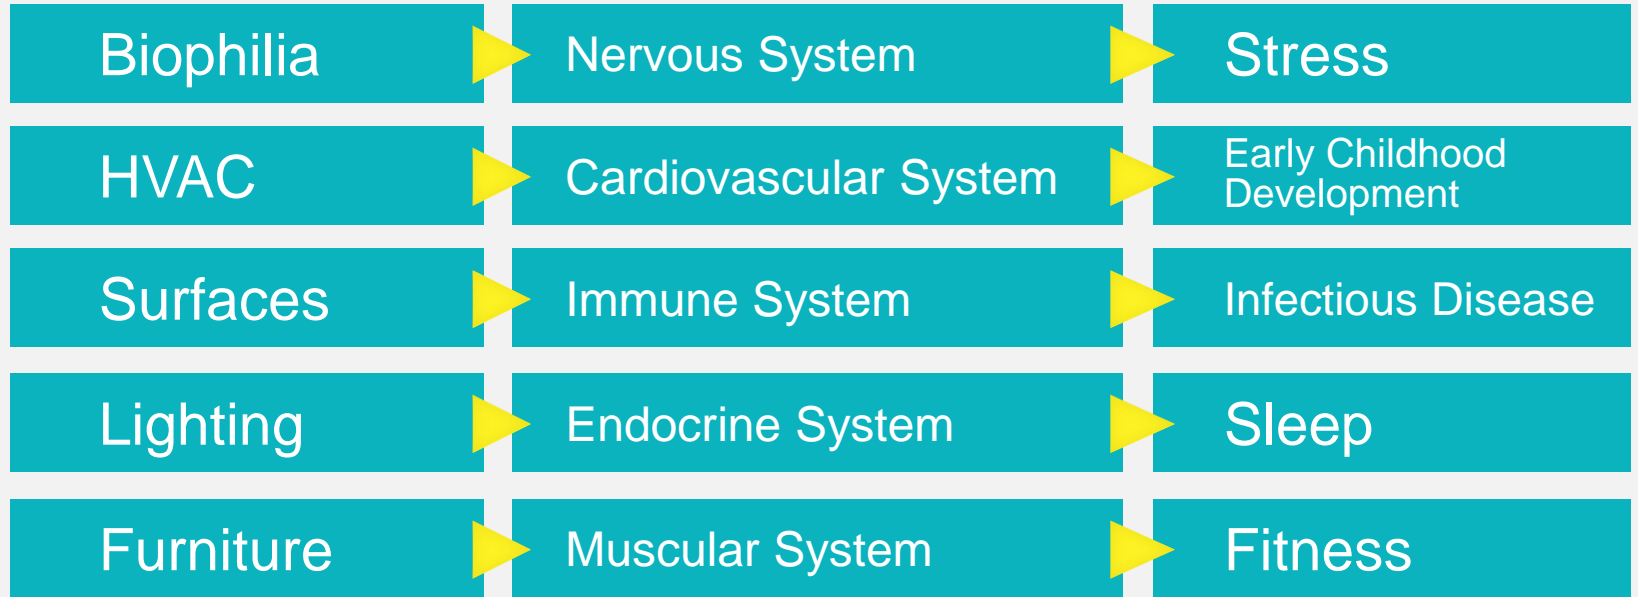 Biophilia
Nervous System
Stress
HVAC
Cardiovascular System
Early Childhood
Development
Surfaces
Immune System
Infectious Disease
Lighting
Endocrine System
Sleep
Furniture
Muscular System
Fitness